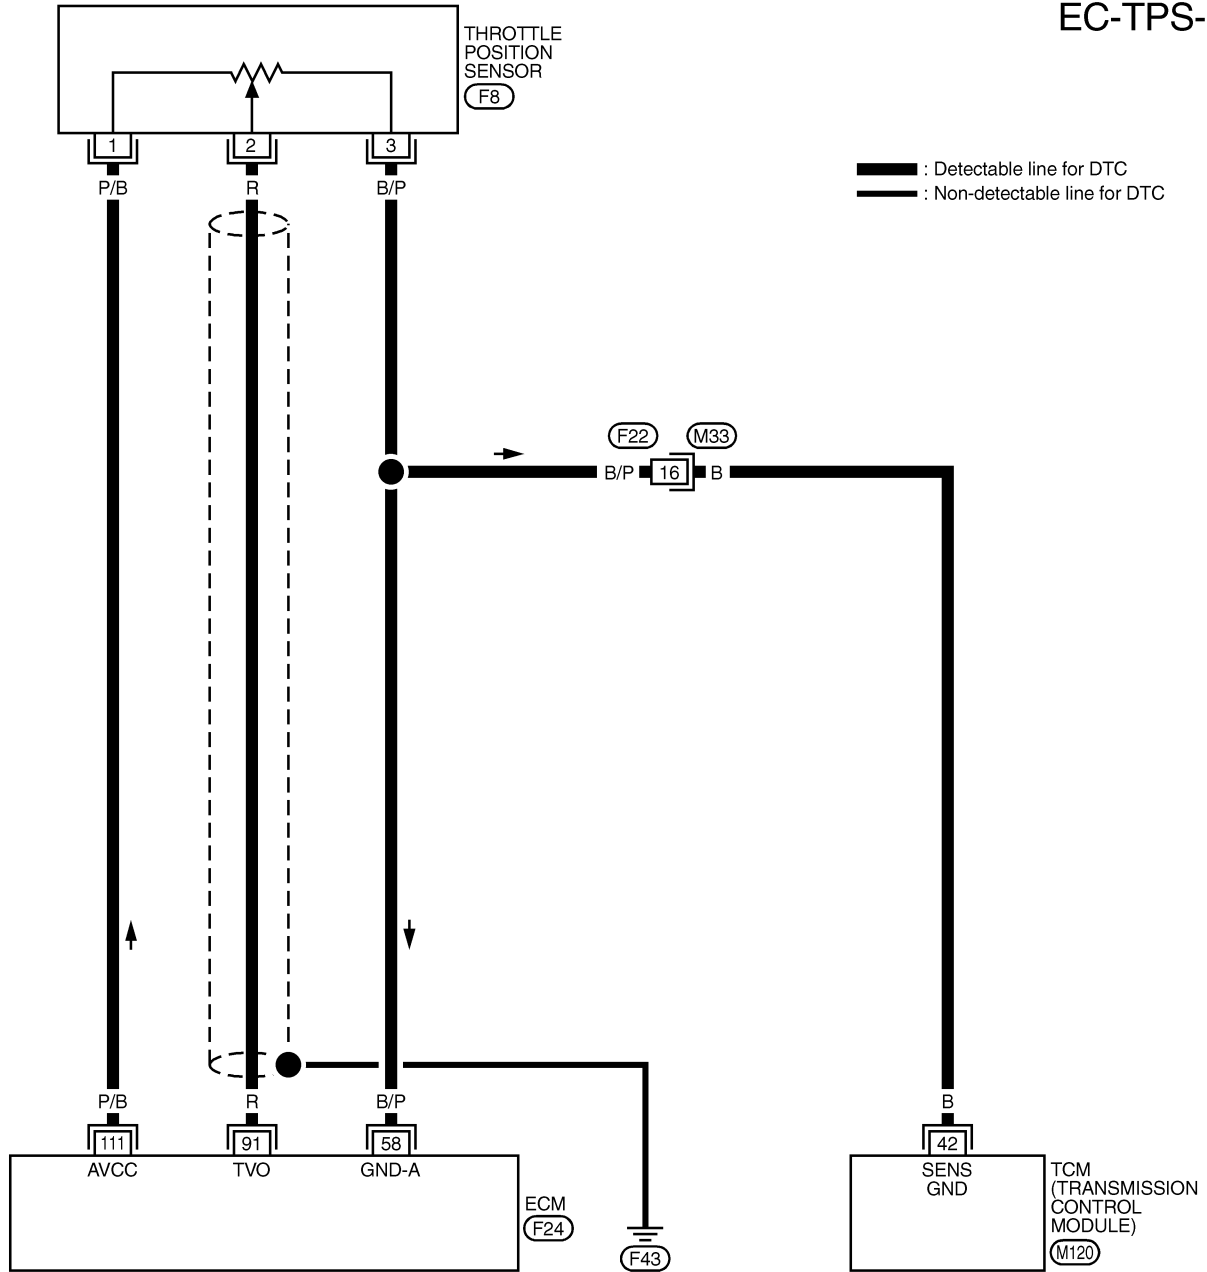 EC-TPS-
THROTTLE
POSITION
SENSOR
F8
1
2
3
P/B
R
B/P
: Detectable line for DTC
: Non-detectable line for DTC
F22
M33
B/P
16
B
P/B
R
B/P
B
111
91
58
42
AVCC
TVO
GND-A
ECM
F24
F43
SENS
GND
TCM
(TRANSMISSION
CONTROL
MODULE)
M120